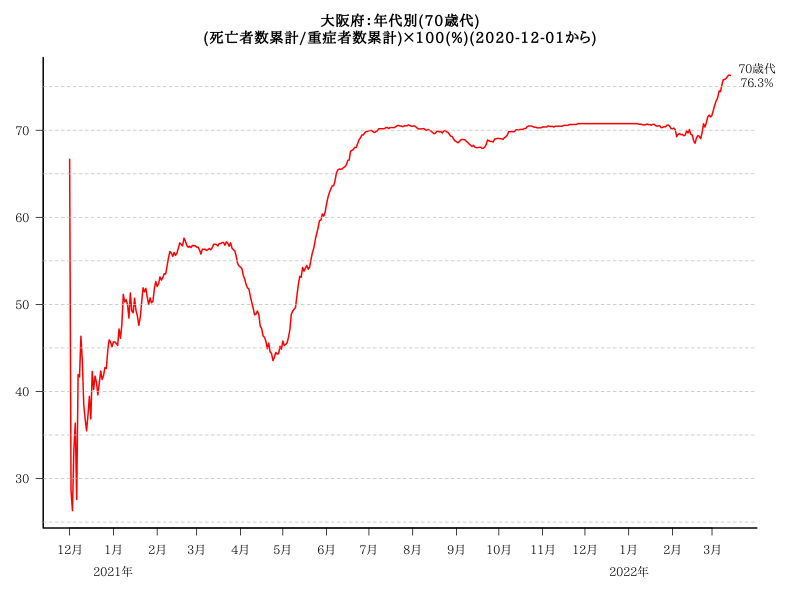 大阪府：年代別(70歳代)
(死亡者数累計/重症者数累計)×100(%)(2020-12-01から)
70歳代
76.3%
70
60
50
40
30
12月 1月 2月 3月 4月 5月 6月 7月 8月 9月 10月 11月 12月 1月 2月 3月
2021年 2022年